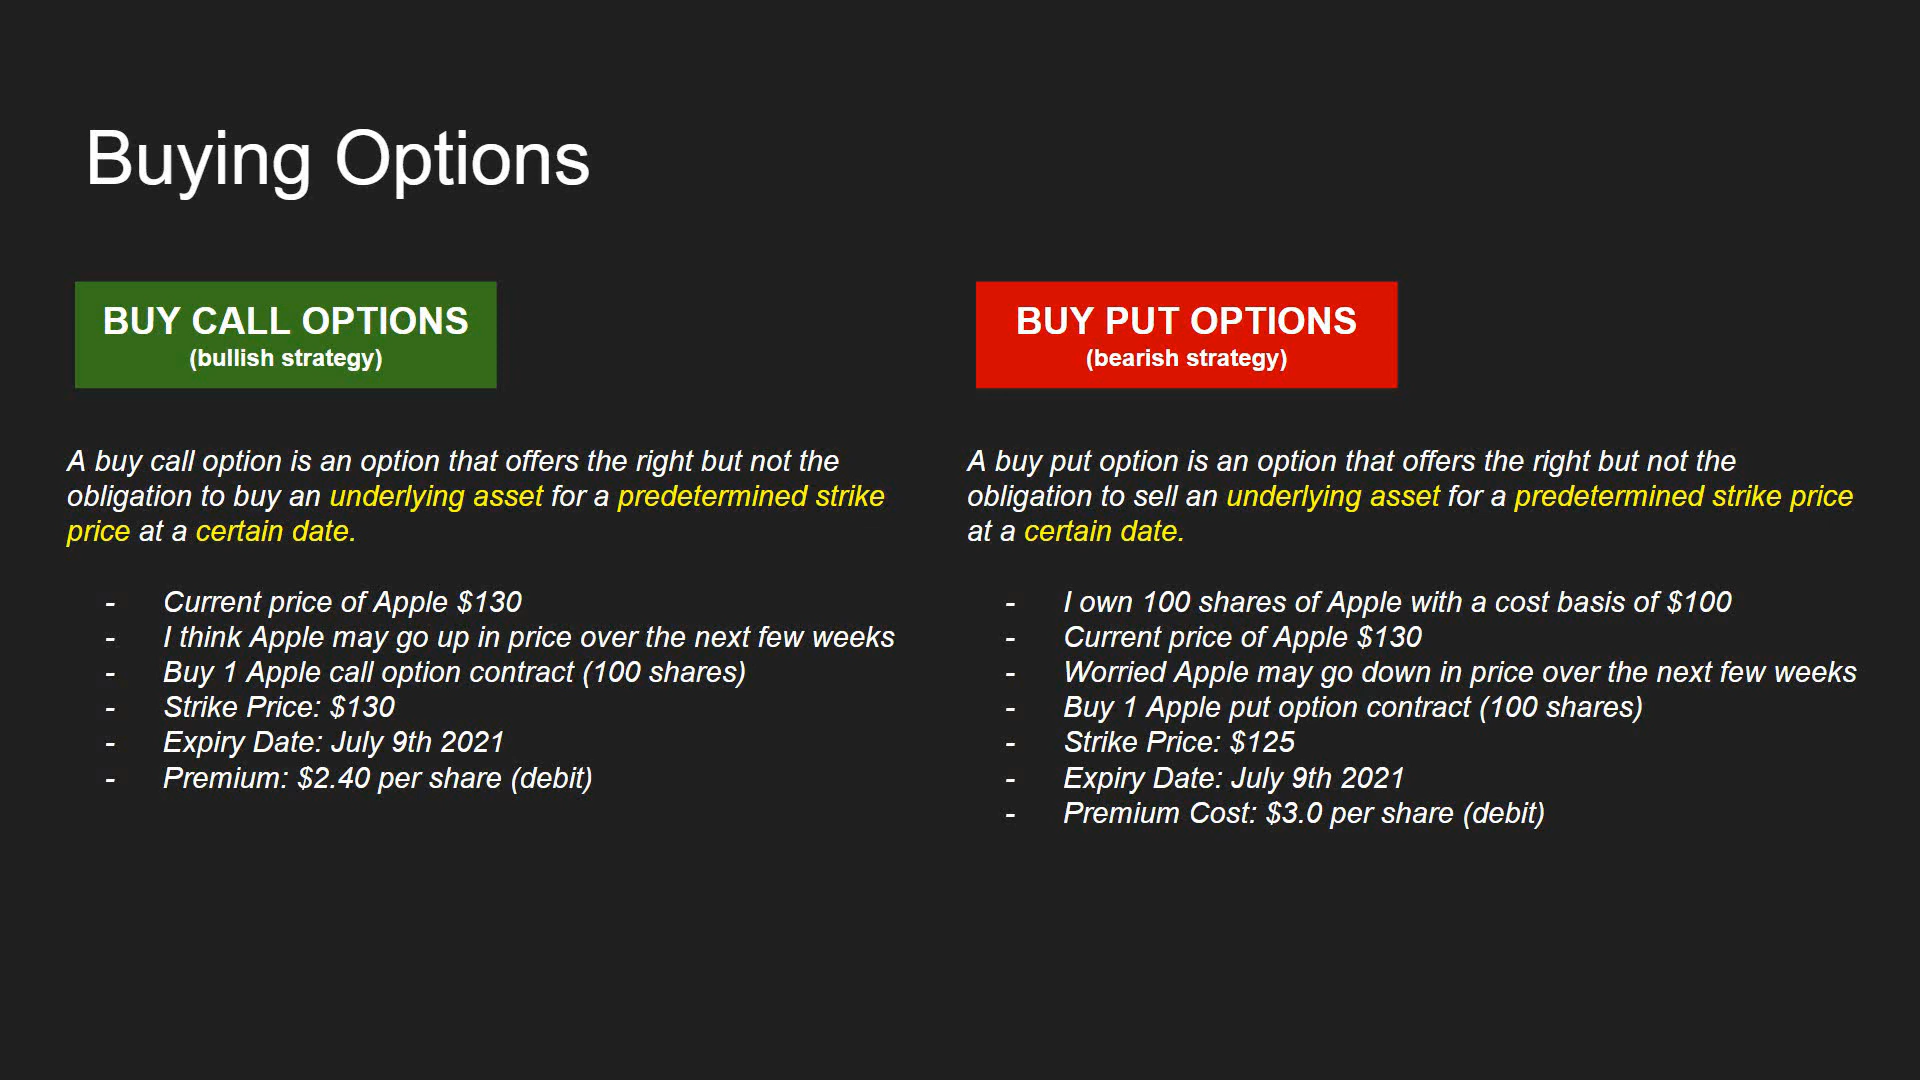 Buying Options
BUY CALL OPTIONS
(bullish strategy)
A buy call option is an option that offers the right but not the
obligation to buy an underlying asset for a predetermined strike
price at a certain date.
- Current price of Apple $130
- I think Apple may go up in price over the next few weeks
- Buy 1 Apple call option contract (100 shares)
- Strike Price: $130
- Expiry Date: July 9th 2021
- Premium: $2.40 per share (debit)
BUY PUT OPTIONS
(bearish strategy)
A buy put option is an option that offers the right but not the
obligation to sell an underlying asset for a predetermined strike price
at a certain date.
- I own 100 shares of Apple with a cost basis of $100
- Current price of Apple $130
- Worried Apple may go down in price over the next few weeks
- Buy 1 Apple put option contract (100 shares)
- Strike Price: $125
- Expiry Date: July 9th 2021
- Premium Cost: $3.0 per share (debit)